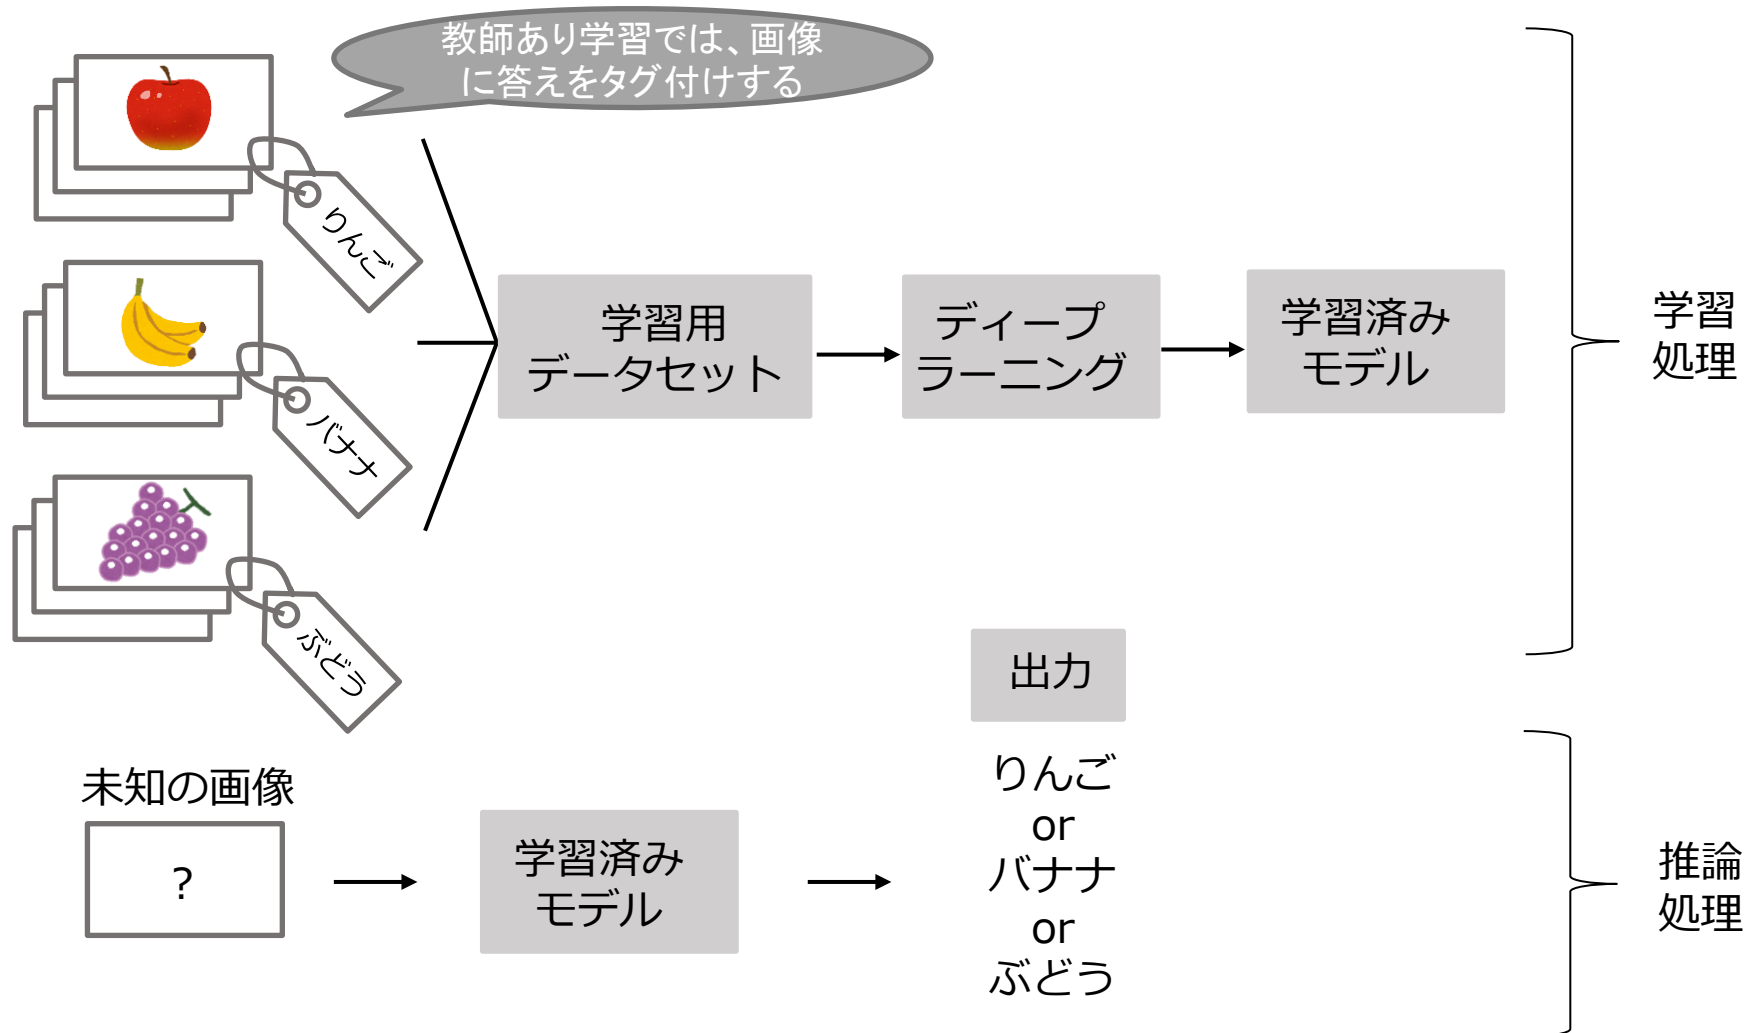 教師あり学習では、画像
に答えをタグ付けする
りんご
バナナ
ぶどう
学習用
データセット
ディープ
ラーニング
学習済み
モデル
学習
処理
未知の画像
?
学習済み
モデル
出力
りんご
or
バナナ
or
ぶどう
推論
処理